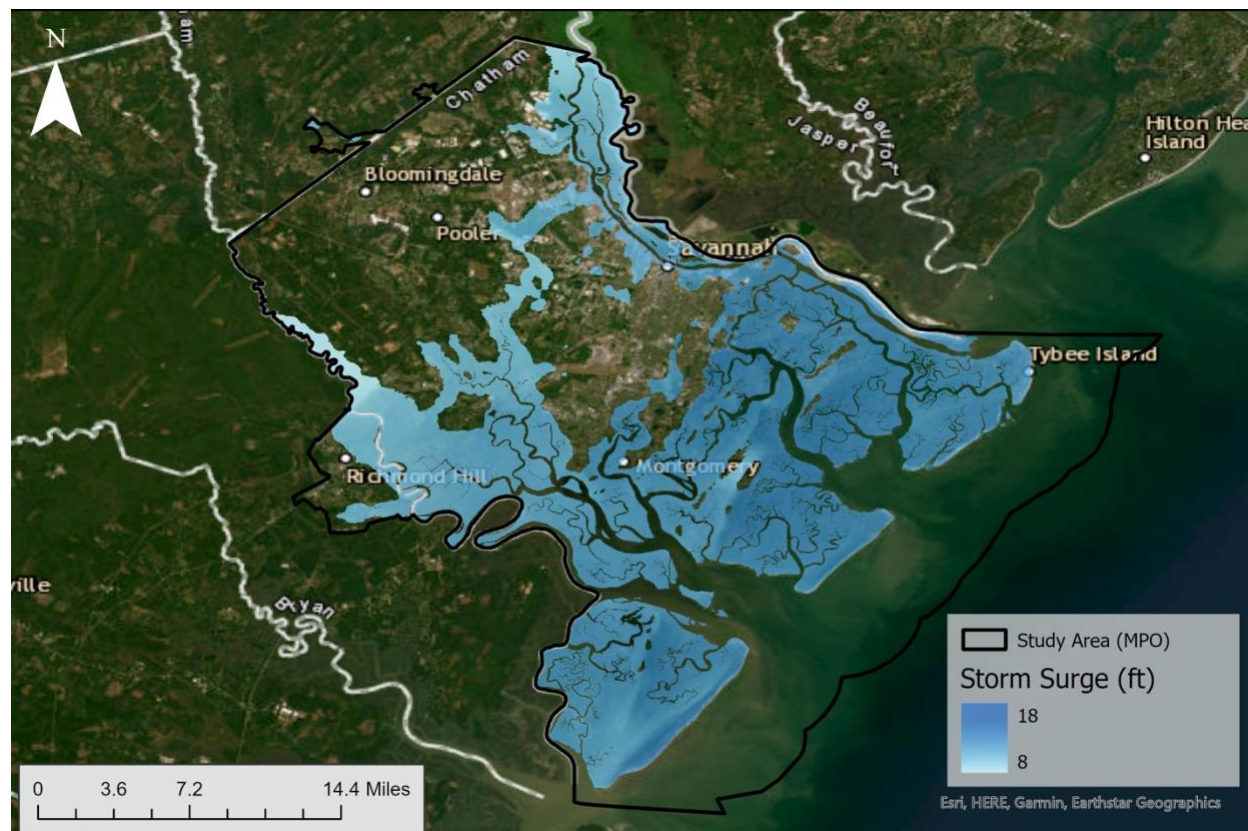 N
ham
Chatham
Beaufort
Jasper
Hilton Hea
Island
Bloomingdale
Pooler
Savannah
Tybee Island
Richmond Hill
Montgomery
ville
Bryan
Study Area (MPO)
Storm Surge (ft)
18
8
0 3.6 7.2 14.4 Miles
Esri, HERE, Garmin, Earthstar Geographics